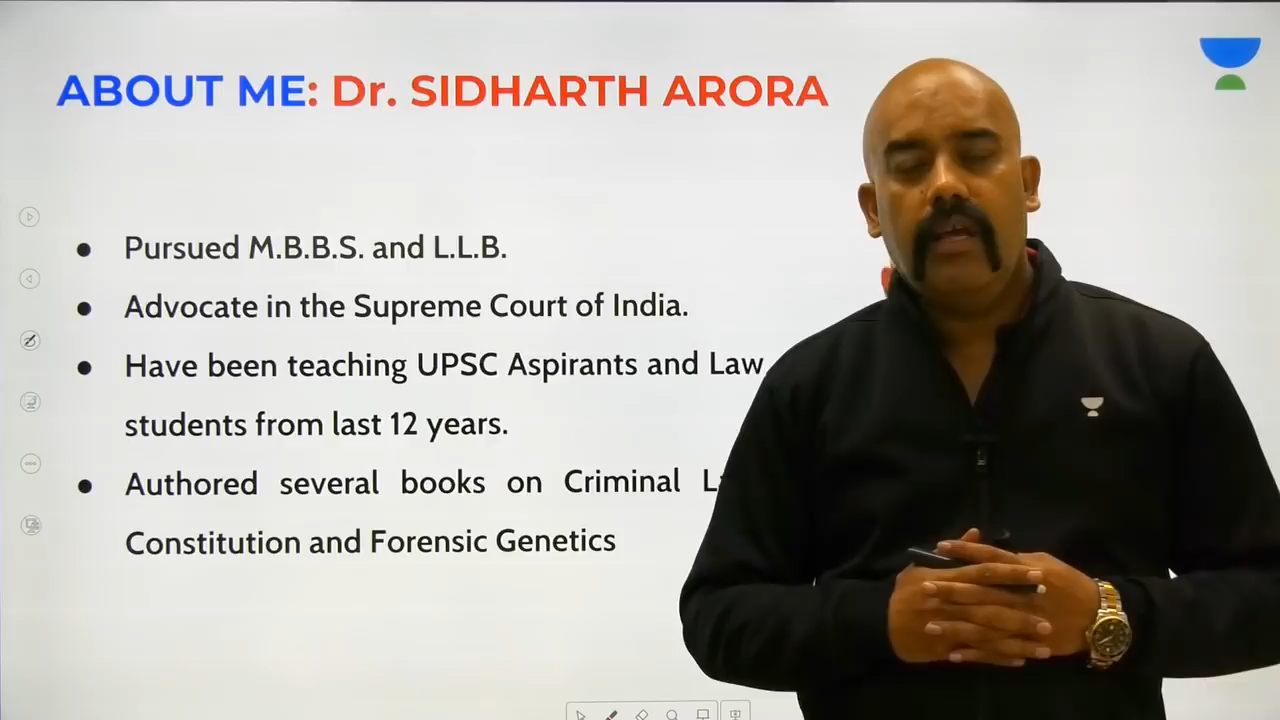 ABOUT ME: Dr. SIDHARTH ARORA
● Pursued M.B.B.S. and L.L.B.
● Advocate in the Supreme Court of India.
● Have been teaching UPSC Aspirants and Law
students from last 12 years.
● Authored several books on Criminal
Constitution and Forensic Genetics